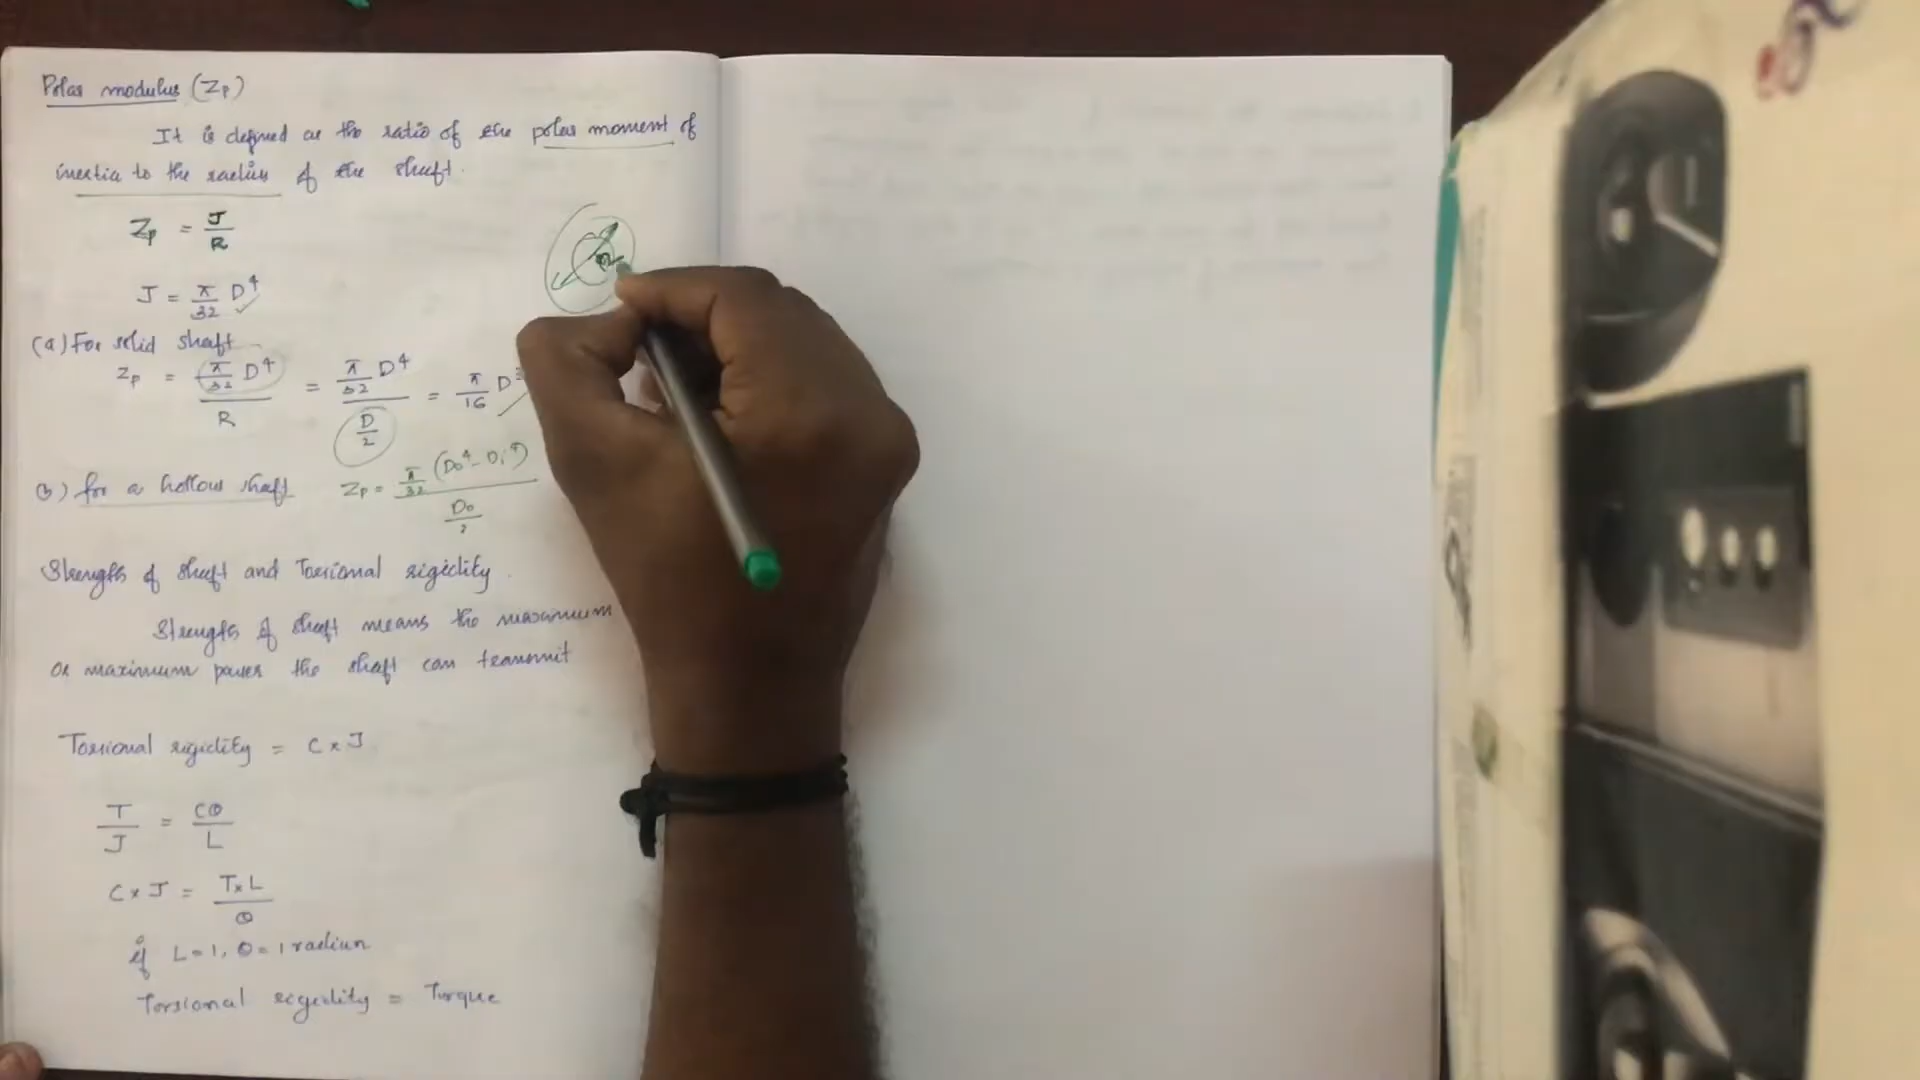 Polar modulus (Zp)
It is defined as the ratio of the polar moment of
inertia to the radius of the shaft.
Zp = J/R
J = π/32 D⁴
(a) For solid shaft
Zp = (π/32 D⁴)/R = (π/32 D⁴)/(D/2) = π/16 D³
b) for a hollow shaft Zp = (π/32 (Do⁴ - Di⁴))/(Do/2)
Strength of shaft and Torsional rigidity.
Strength of shaft means the maximum
or maximum power the shaft can transmit
Torsional rigidity = C × J
T/J = Cθ/L
C × J = T×L/θ
if L=1, θ=1 radian
Torsional rigidity = Torque